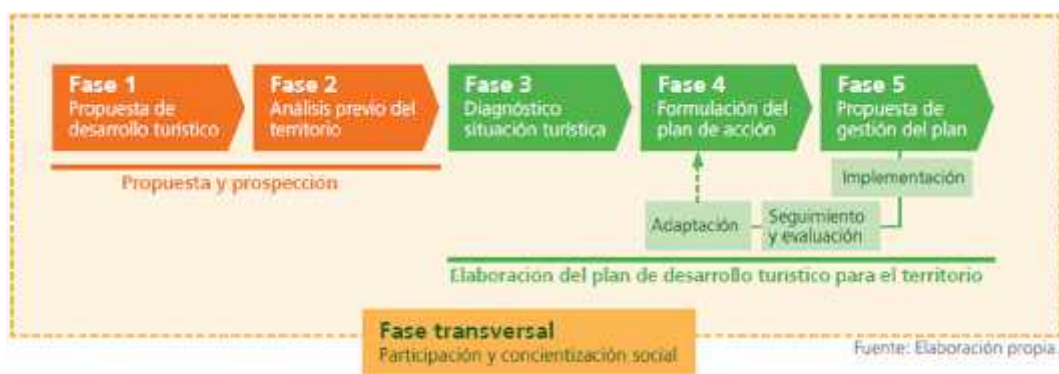 Fase 1
Propuesta de
desarrollo turístico
Fase 2
Análisis previo del
territorio
Fase 3
Diagnóstico
situación turística
Fase 4
Formulación del
plan de acción
Fase 5
Propuesta de
gestión del plan
Propuesta y prospección
Implementación
Adaptación
Seguimiento
y evaluación
Elaboración del plan de desarrollo turístico para el territorio
Fase transversal
Participación y concientización social
Fuente: Elaboración propia.